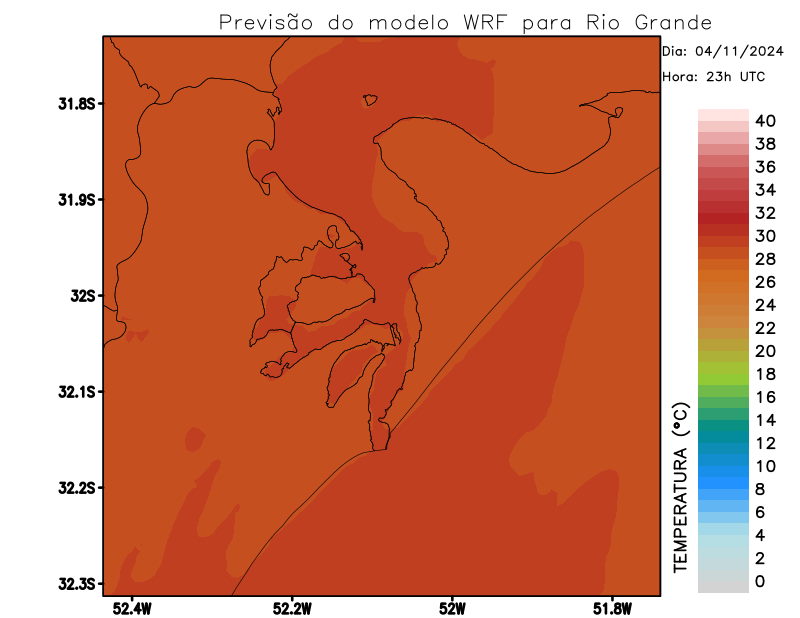 Previsão do modelo WRF para Rio Grande
Dia: 04/11/2024
Hora: 23h UTC
31.8S
31.9S
32S
32.1S
32.2S
32.3S
52.4W
52.2W
52W
51.8W
TEMPERATURA (°C)
40
38
36
34
32
30
28
26
24
22
20
18
16
14
12
10
8
6
4
2
0